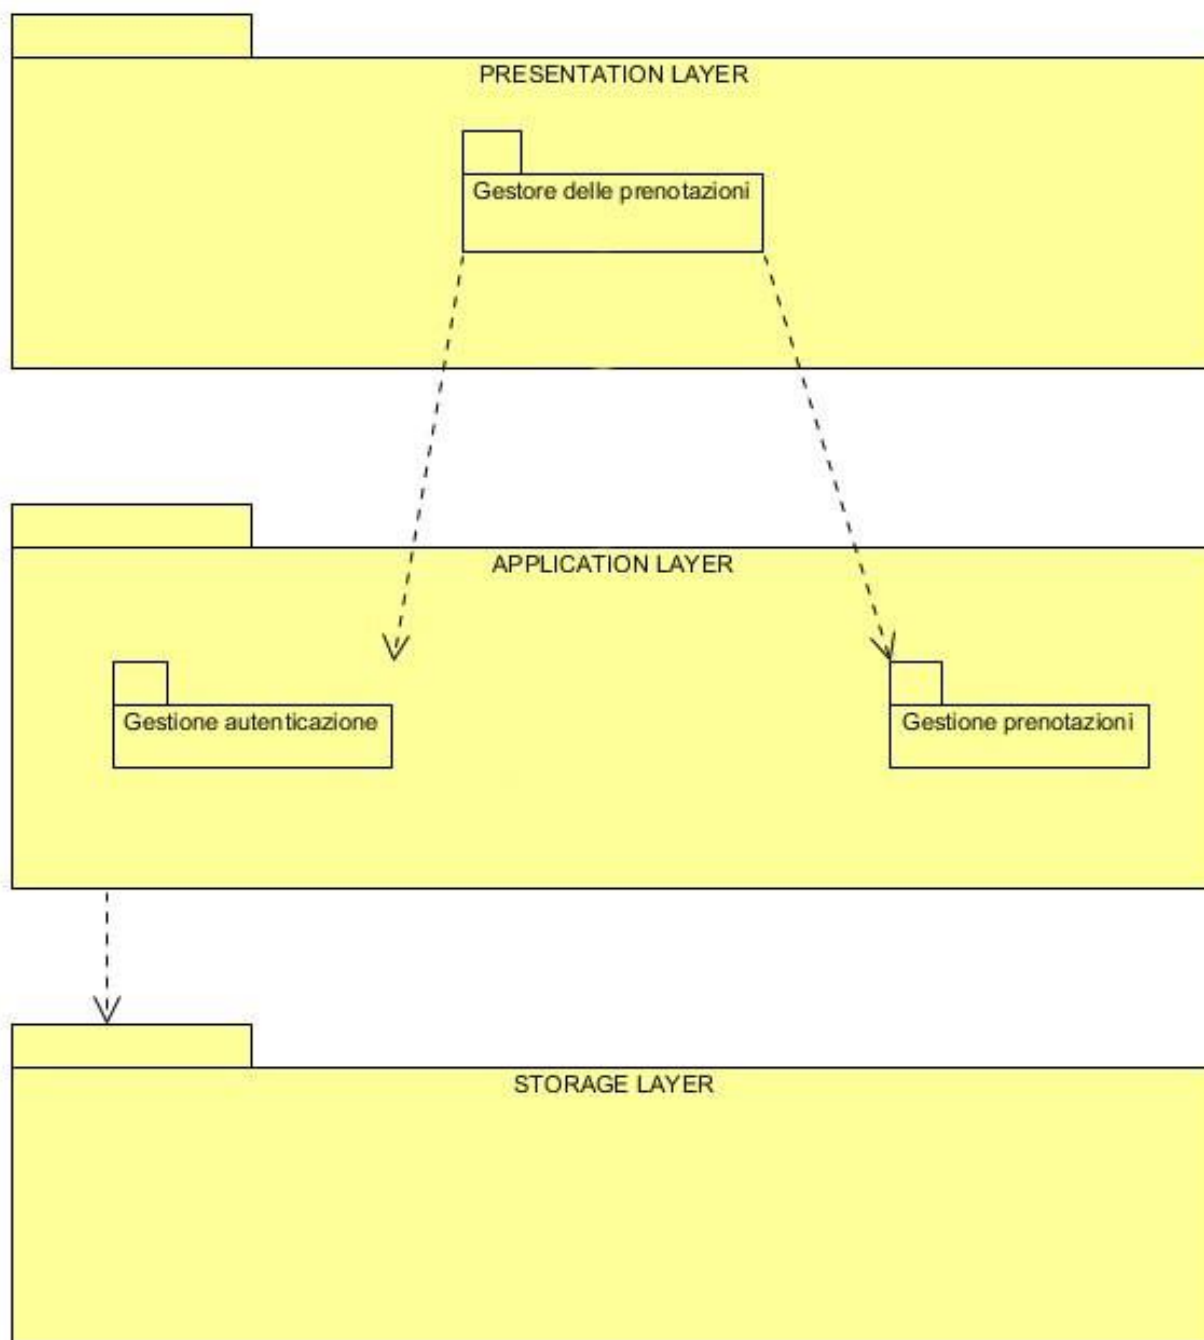 PRESENTATION LAYER
Gestore delle prenotazioni
APPLICATION LAYER
Gestione autenticazione
Gestione prenotazioni
STORAGE LAYER